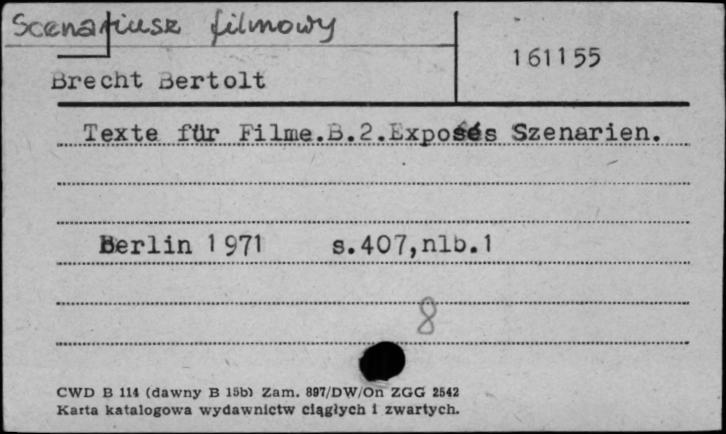 Scenariusz filmowy
161155
Brecht Bertolt
Texte für Filme.B.2.Exposés Szenarien.
Berlin 1971 s.407,nlb.1
8
CWD B 114 (dawny B 15b) Zam. 897/DW/On ZGG 2542
Karta katalogowa wydawnictw ciągłych i zwartych.